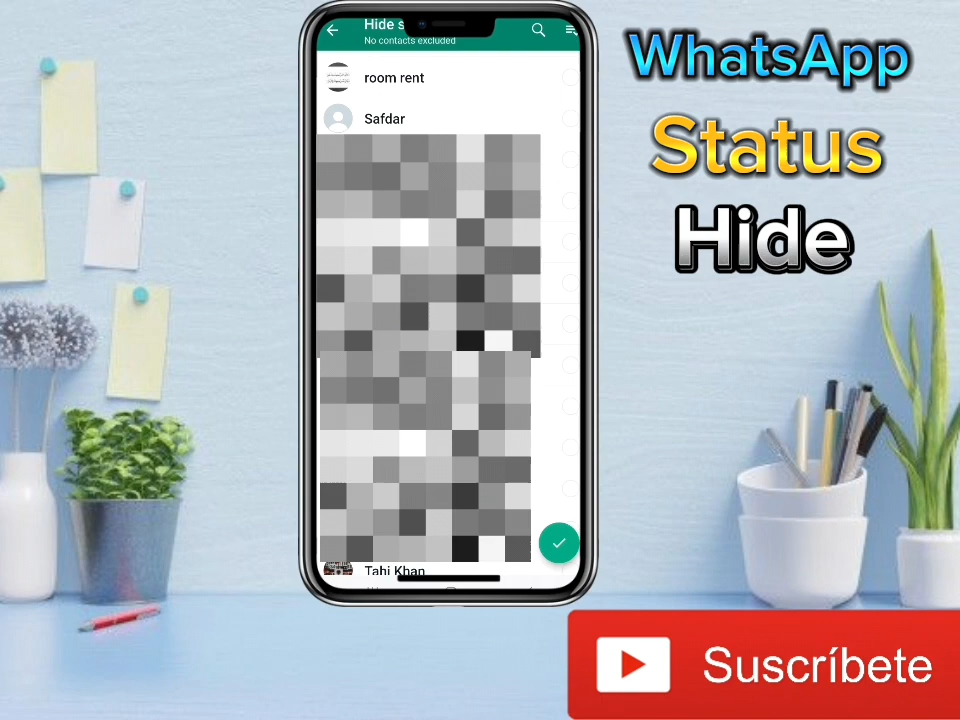 Hide s
No contacts excluded
room rent
Safdar
Tahi Khan
WhatsApp
Status
Hide
Suscríbete